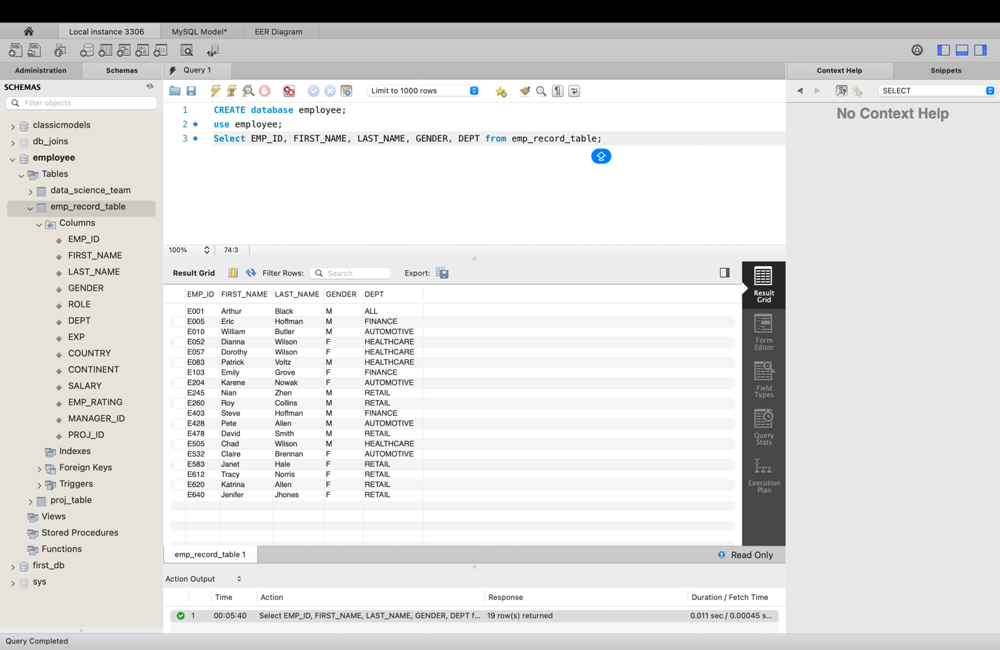 Local instance 3306 MySQL Model* EER Diagram
Administration Schemas Query 1 Context Help Snippets
SCHEMAS
Filter objects
classicmodels
db_joins
employee
Tables
data_science_team
emp_record_table
Columns
EMP_ID
FIRST_NAME
LAST_NAME
GENDER
ROLE
DEPT
EXP
COUNTRY
CONTINENT
SALARY
EMP_RATING
MANAGER_ID
PROJ_ID
Indexes
Foreign Keys
Triggers
proj_table
Views
Stored Procedures
Functions
first_db
sys
Limit to 1000 rows
1 CREATE database employee;
2 use employee;
3 Select EMP_ID, FIRST_NAME, LAST_NAME, GENDER, DEPT from emp_record_table;
100% 74:3
Result Grid Filter Rows: Search Export:
EMP_ID FIRST_NAME LAST_NAME GENDER DEPT
E001 Arthur Black M ALL
E005 Eric Hoffman M FINANCE
E010 William Butler M AUTOMOTIVE
E052 Dianna Wilson F HEALTHCARE
E057 Dorothy Wilson F HEALTHCARE
E083 Patrick Voltz M HEALTHCARE
E103 Emily Grove F FINANCE
E204 Karene Nowak F AUTOMOTIVE
E245 Nian Zhen M RETAIL
E260 Roy Collins M RETAIL
E403 Steve Hoffman M FINANCE
E428 Pete Allen M AUTOMOTIVE
E478 David Smith M RETAIL
E505 Chad Wilson M HEALTHCARE
E532 Claire Brennan F AUTOMOTIVE
E583 Janet Hale F RETAIL
E612 Tracy Norris F RETAIL
E620 Katrina Allen F RETAIL
E640 Jenifer Jhones F RETAIL
Result
Grid
Form
Editor
Field
Types
Query
Stats
Execution
Plan
emp_record_table 1 Read Only
Action Output
Time Action Response Duration / Fetch Time
1 00:05:40 Select EMP_ID, FIRST_NAME, LAST_NAME, GENDER, DEPT f... 19 row(s) returned 0.011 sec / 0.00045 s...
SELECT
No Context Help
Query Completed